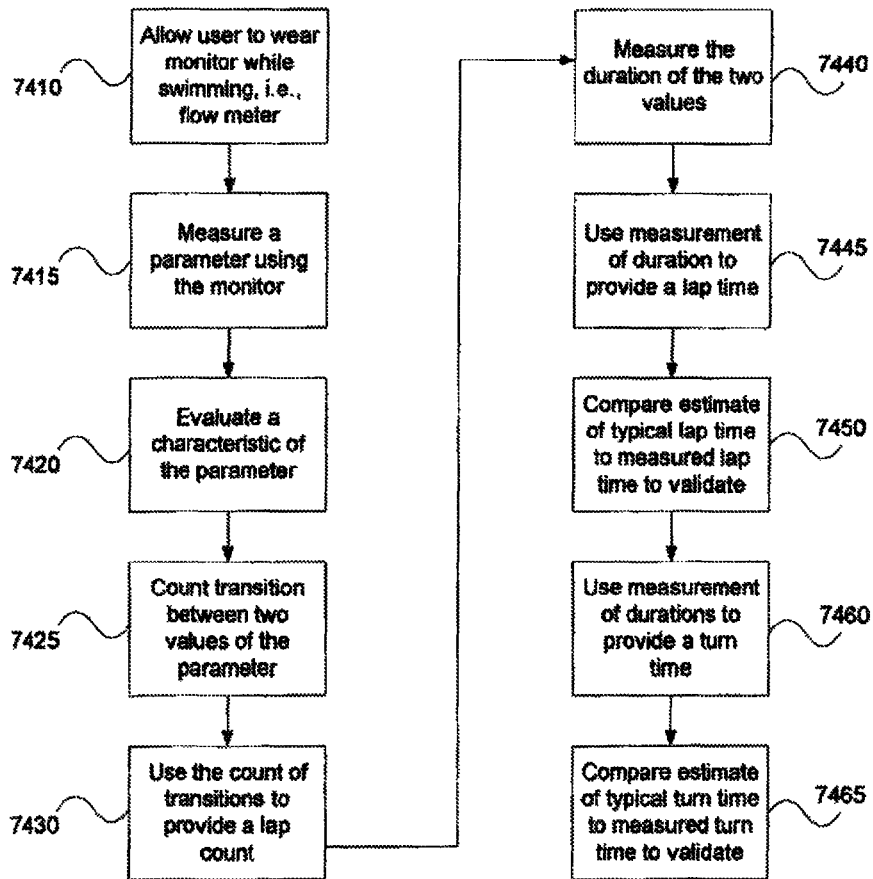 7410
Allow user to wear
monitor while
swimming, i.e.,
flow meter
7415
Measure a
parameter using
the monitor
7420
Evaluate a
characteristic of
the parameter
7425
Count transition
between two
values of the
parameter
7430
Use the count of
transitions to
provide a lap
count
Measure the
duration of the two
values
7440
Use measurement
of duration to
provide a lap time
7445
Compare estimate
of typical lap time
to measured lap
time to validate
7450
Use measurement
of durations to
provide a turn
time
7460
Compare estimate
of typical turn time
to measured turn
time to validate
7465